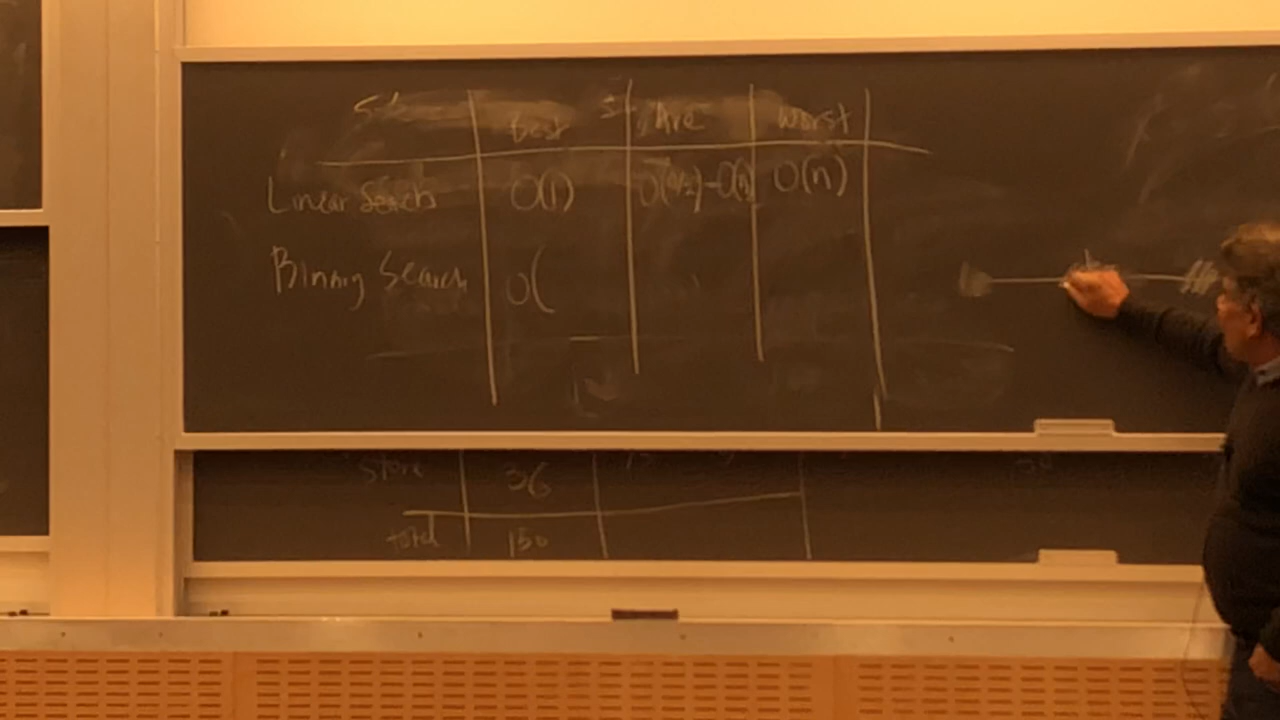 Best Ave Worst
Linear Search O(1) O(n/2)-O(n) O(n)
Binary Search O(
Store 36
total 150